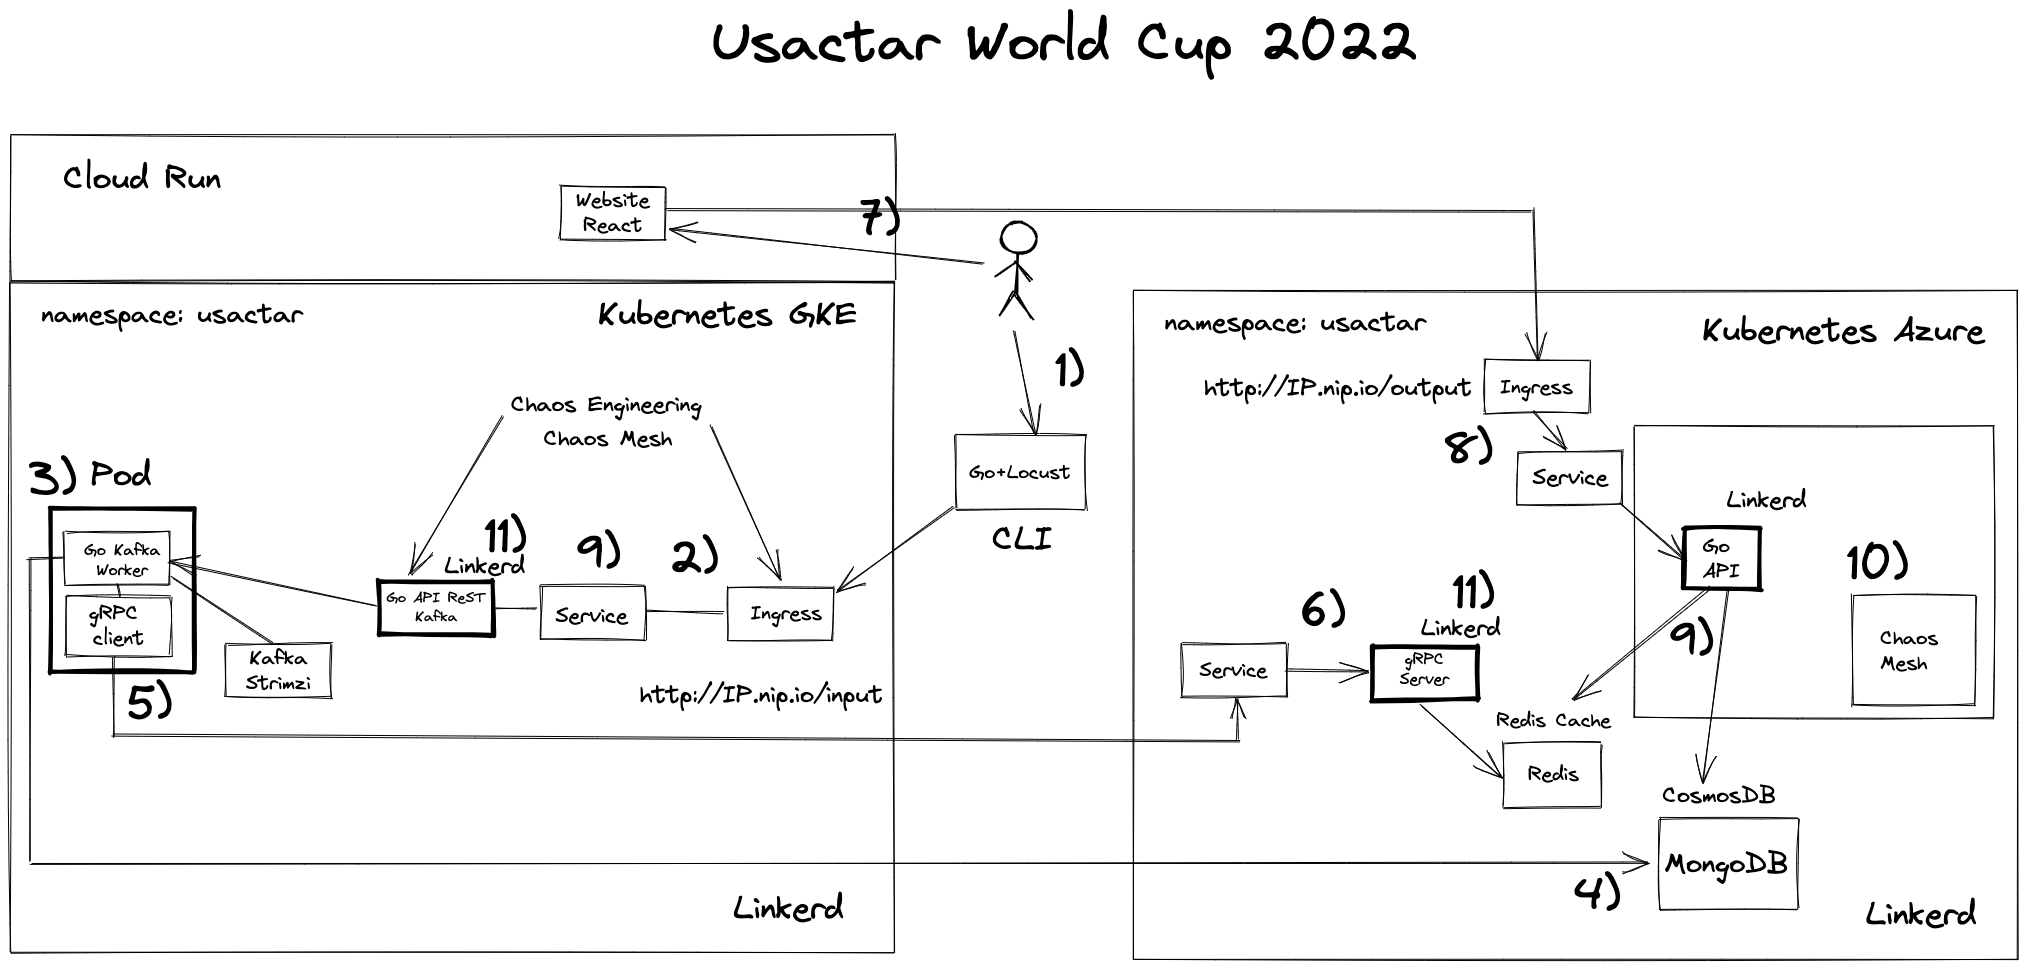 Usactar World Cup 2022
Cloud Run
Website
React
7)
namespace: usactar
Kubernetes GKE
1)
Chaos Engineering
Chaos Mesh
Go+Locust
CLI
3) Pod
Go Kafka
Worker
gRPC
client
5)
Kafka
Strimzi
11)
Linkerd
Go API ReST
Kafka
9)
Service
2)
Ingress
http://IP.nip.io/input
Linkerd
namespace: usactar
Kubernetes Azure
http://IP.nip.io/output
Ingress
8)
Service
Linkerd
Go
API
10)
Chaos
Mesh
6)
11)
Linkerd
Service
gRPC
Server
9)
Redis Cache
Redis
CosmosDB
MongoDB
4)
Linkerd